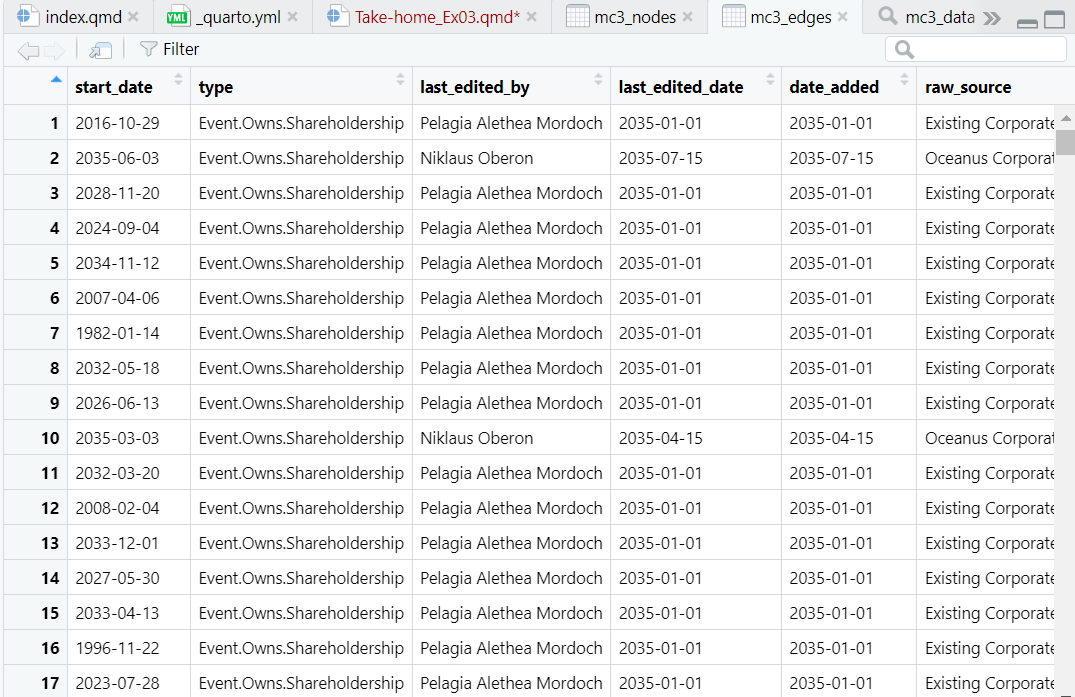 index.qmd YML _quarto.yml Take-home_Ex03.qmd* mc3_nodes mc3_edges mc3_data
Filter
start_date type last_edited_by last_edited_date date_added raw_source
1 2016-10-29 Event.Owns.Shareholdership Pelagia Alethea Mordoch 2035-01-01 2035-01-01 Existing Corporate
2 2035-06-03 Event.Owns.Shareholdership Niklaus Oberon 2035-07-15 2035-07-15 Oceanus Corporat
3 2028-11-20 Event.Owns.Shareholdership Pelagia Alethea Mordoch 2035-01-01 2035-01-01 Existing Corporate
4 2024-09-04 Event.Owns.Shareholdership Pelagia Alethea Mordoch 2035-01-01 2035-01-01 Existing Corporate
5 2034-11-12 Event.Owns.Shareholdership Pelagia Alethea Mordoch 2035-01-01 2035-01-01 Existing Corporate
6 2007-04-06 Event.Owns.Shareholdership Pelagia Alethea Mordoch 2035-01-01 2035-01-01 Existing Corporate
7 1982-01-14 Event.Owns.Shareholdership Pelagia Alethea Mordoch 2035-01-01 2035-01-01 Existing Corporate
8 2032-05-18 Event.Owns.Shareholdership Pelagia Alethea Mordoch 2035-01-01 2035-01-01 Existing Corporate
9 2026-06-13 Event.Owns.Shareholdership Pelagia Alethea Mordoch 2035-01-01 2035-01-01 Existing Corporate
10 2035-03-03 Event.Owns.Shareholdership Niklaus Oberon 2035-04-15 2035-04-15 Oceanus Corporat
11 2032-03-20 Event.Owns.Shareholdership Pelagia Alethea Mordoch 2035-01-01 2035-01-01 Existing Corporate
12 2008-02-04 Event.Owns.Shareholdership Pelagia Alethea Mordoch 2035-01-01 2035-01-01 Existing Corporate
13 2033-12-01 Event.Owns.Shareholdership Pelagia Alethea Mordoch 2035-01-01 2035-01-01 Existing Corporate
14 2027-05-30 Event.Owns.Shareholdership Pelagia Alethea Mordoch 2035-01-01 2035-01-01 Existing Corporate
15 2033-04-13 Event.Owns.Shareholdership Pelagia Alethea Mordoch 2035-01-01 2035-01-01 Existing Corporate
16 1996-11-22 Event.Owns.Shareholdership Pelagia Alethea Mordoch 2035-01-01 2035-01-01 Existing Corporate
17 2023-07-28 Event.Owns.Shareholdership Pelagia Alethea Mordoch 2035-01-01 2035-01-01 Existing Corporate